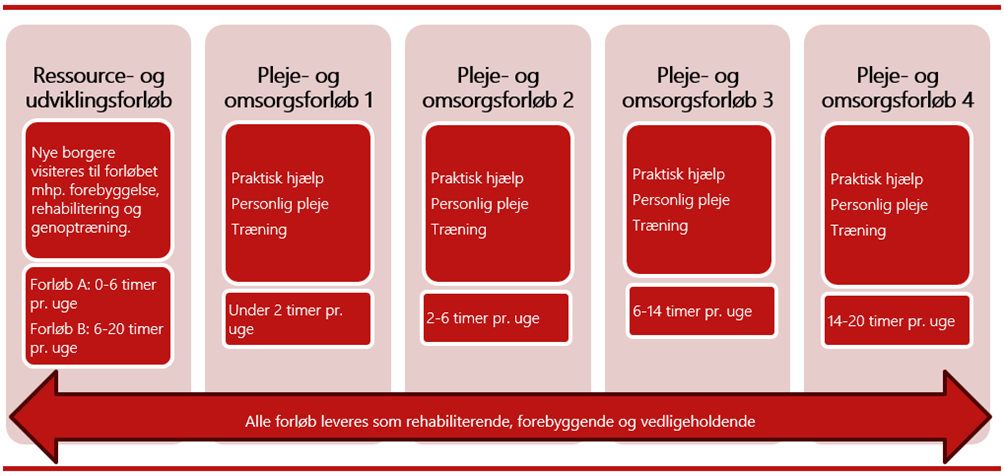 Ressource- og
udviklingsforløb
Nye borgere
visiteres til forløbet
mhp. forebyggelse,
rehabilitering og
genoptræning.
Forløb A: 0-6 timer
pr. uge
Forløb B: 6-20 timer
pr. uge
Pleje- og
omsorgsforløb 1
Praktisk hjælp
Personlig pleje
Træning
Under 2 timer pr.
uge
Pleje- og
omsorgsforløb 2
Praktisk hjælp
Personlig pleje
Træning
2-6 timer pr. uge
Pleje- og
omsorgsforløb 3
Praktisk hjælp
Personlig pleje
Træning
6-14 timer pr. uge
Pleje- og
omsorgsforløb 4
Praktisk hjælp
Personlig pleje
Træning
14-20 timer pr. uge
Alle forløb leveres som rehabiliterende, forebyggende og vedligeholdende